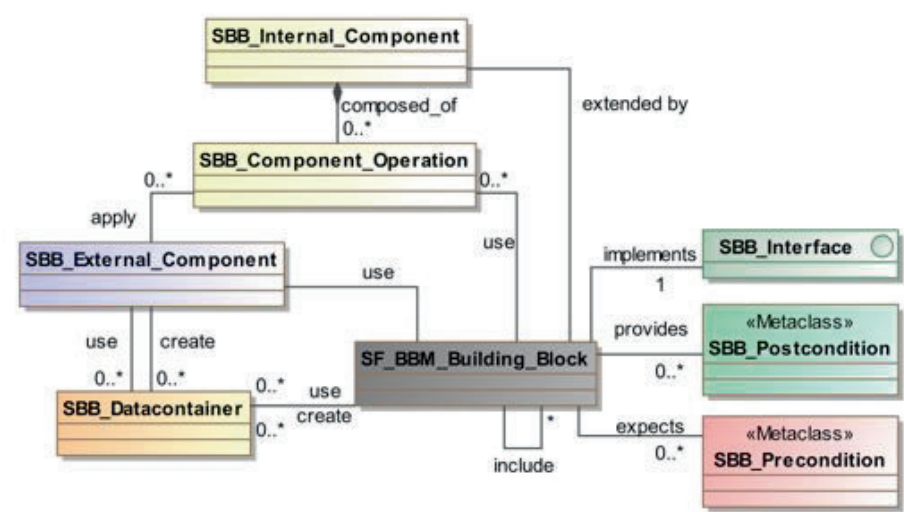 SBB_Internal_Component
composed_of
0..*
extended by
SBB_Component_Operation
0..*
0..*
apply
use
SBB_External_Component
use
implements
1
SBB_Interface
use
create
0..*
0..*
SBB_Datacontainer
0..*
use
create
0..*
SF_BBM_Building_Block
provides
0..*
«Metaclass»
SBB_Postcondition
*
include
expects
0..*
«Metaclass»
SBB_Precondition